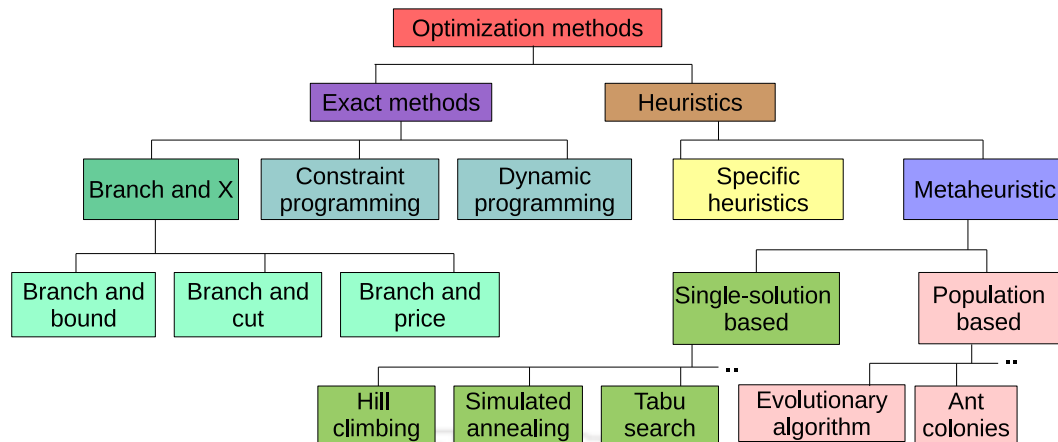 Optimization methods
Exact methods
Heuristics
Branch and X
Constraint
programming
Dynamic
programming
Specific
heuristics
Metaheuristic
Branch and
bound
Branch and
cut
Branch and
price
Single-solution
based
Population
based
..
..
Hill
climbing
Simulated
annealing
Tabu
search
Evolutionary
algorithm
Ant
colonies